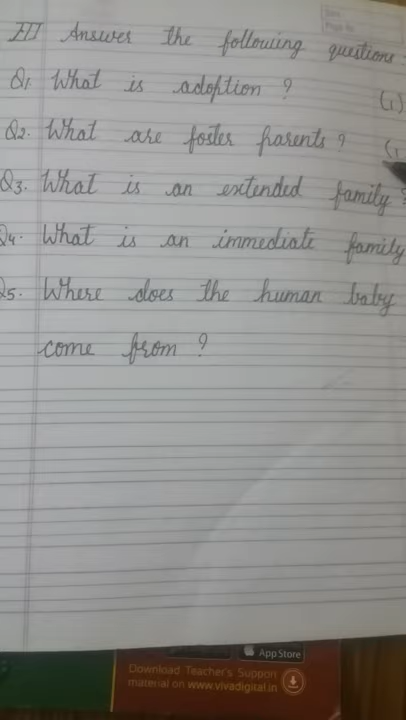 III Answer the following questions
Q1. What is adoption ? (1)
Q2. What are foster parents ? (1
Q3. What is an extended family ?
Q4. What is an immediate family
Q5. Where does the human baby
come from ?
App Store
Download Teacher's Support
material on www.vivadigital.in